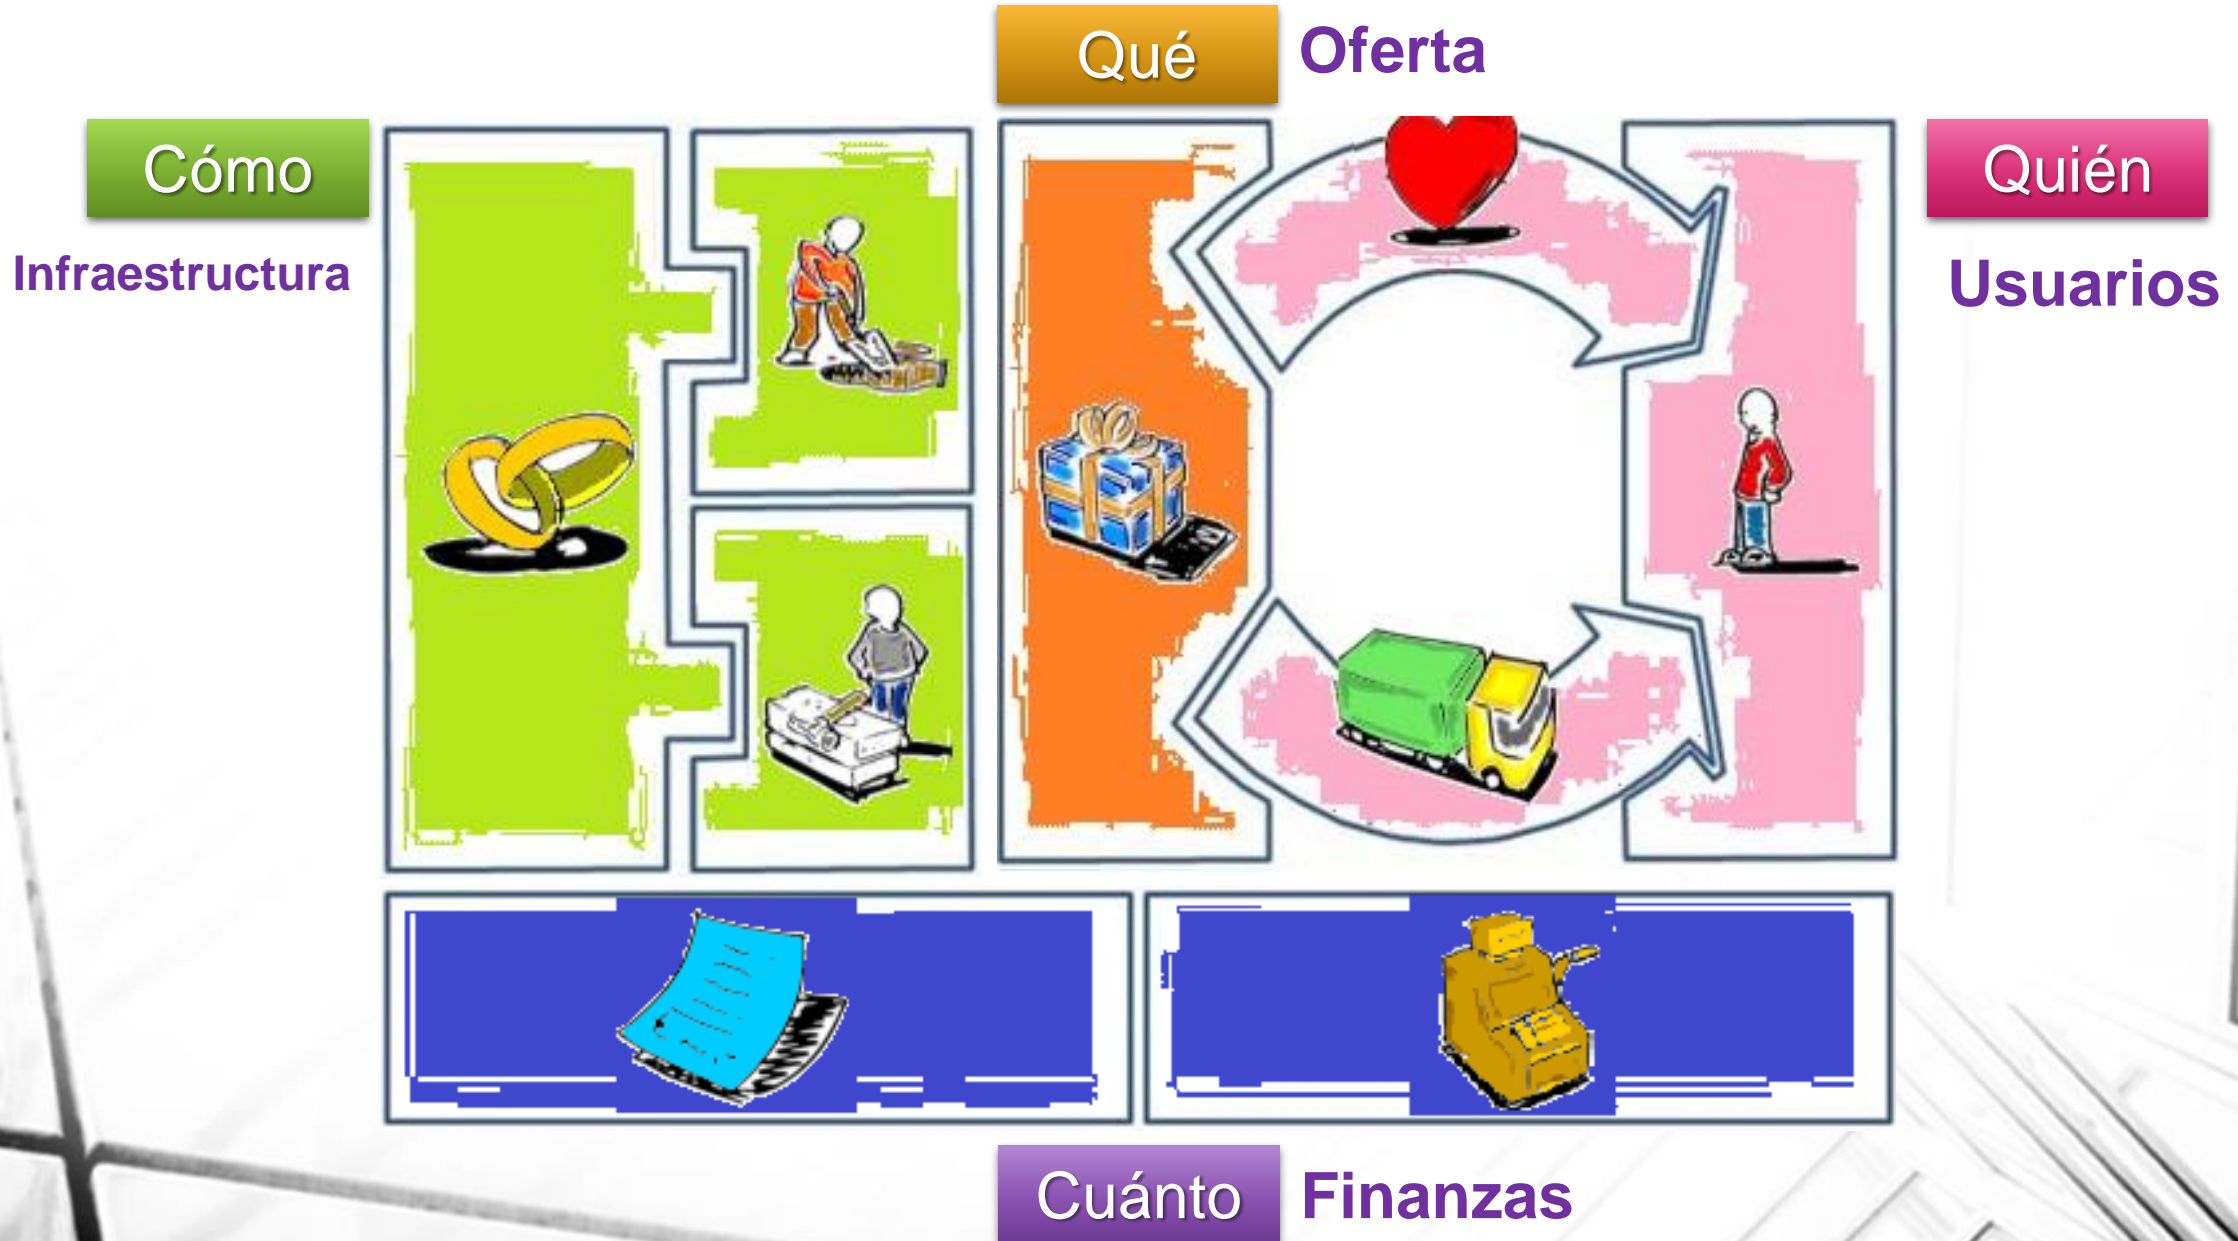 Qué
Oferta
Cómo
Infraestructura
Quién
Usuarios
Cuánto
Finanzas